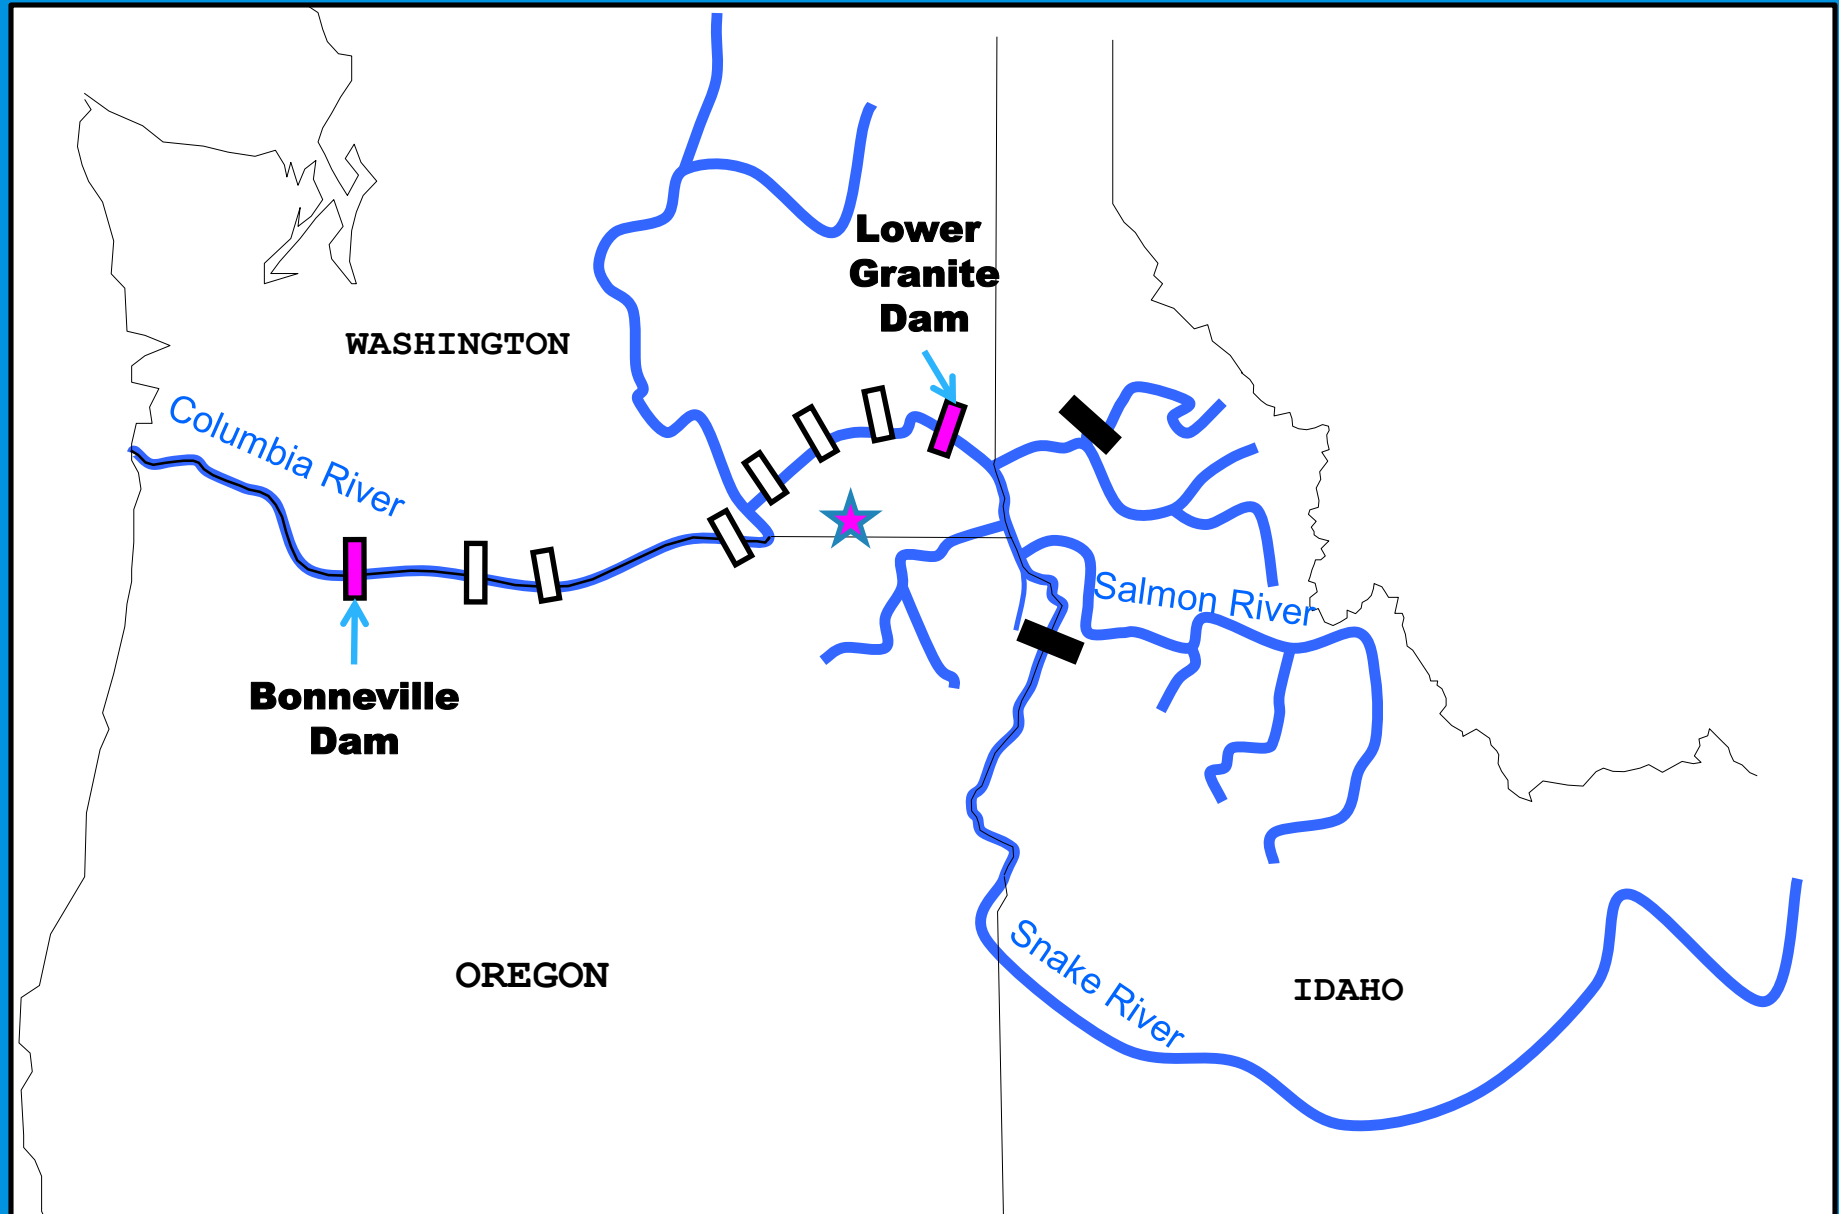 Lower
Granite
Dam
WASHINGTON
Columbia River
Salmon River
Bonneville
Dam
Snake River
OREGON
IDAHO